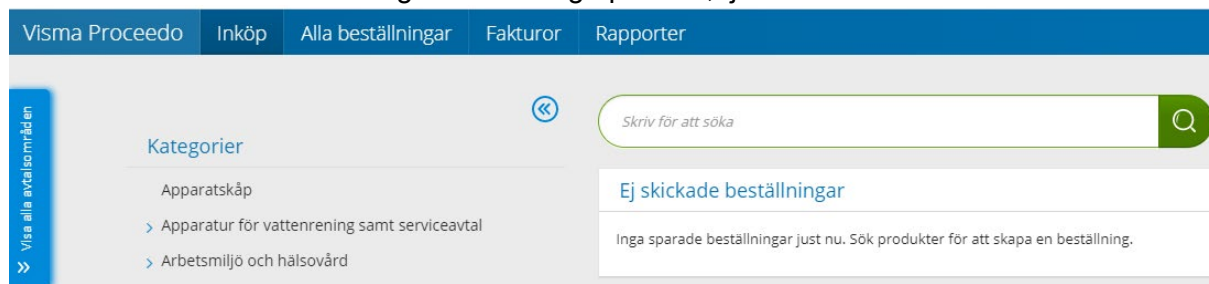 Visma Proceedo Inköp Alla beställningar Fakturor Rapporter
» Visa alla avtalsområden
Kategorier
Apparatskåp
Apparatur för vattenrening samt serviceavtal
Arbetsmiljö och hälsovård
Skriv för att söka
Ej skickade beställningar
Inga sparade beställningar just nu. Sök produkter för att skapa en beställning.